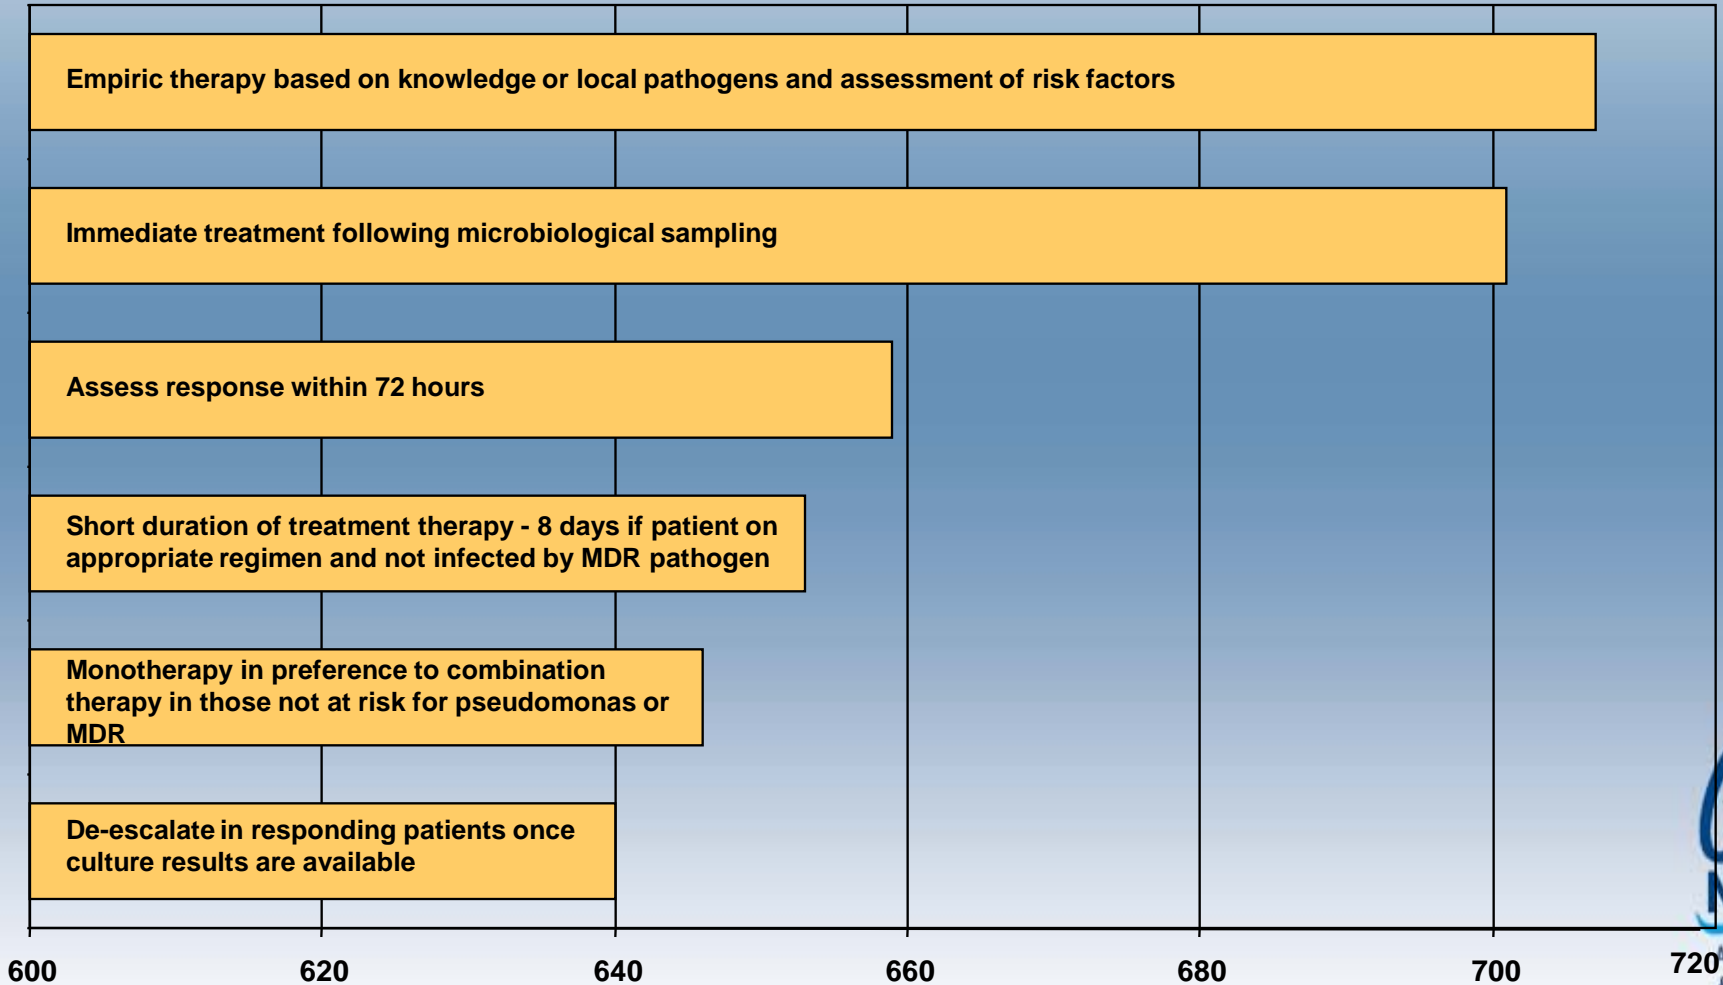 Empiric therapy based on knowledge or local pathogens and assessment of risk factors
Immediate treatment following microbiological sampling
Assess response within 72 hours
Short duration of treatment therapy - 8 days if patient on
appropriate regimen and not infected by MDR pathogen
Monotherapy in preference to combination
therapy in those not at risk for pseudomonas or
MDR
De-escalate in responding patients once
culture results are available
600 620 640 660 680 700 720